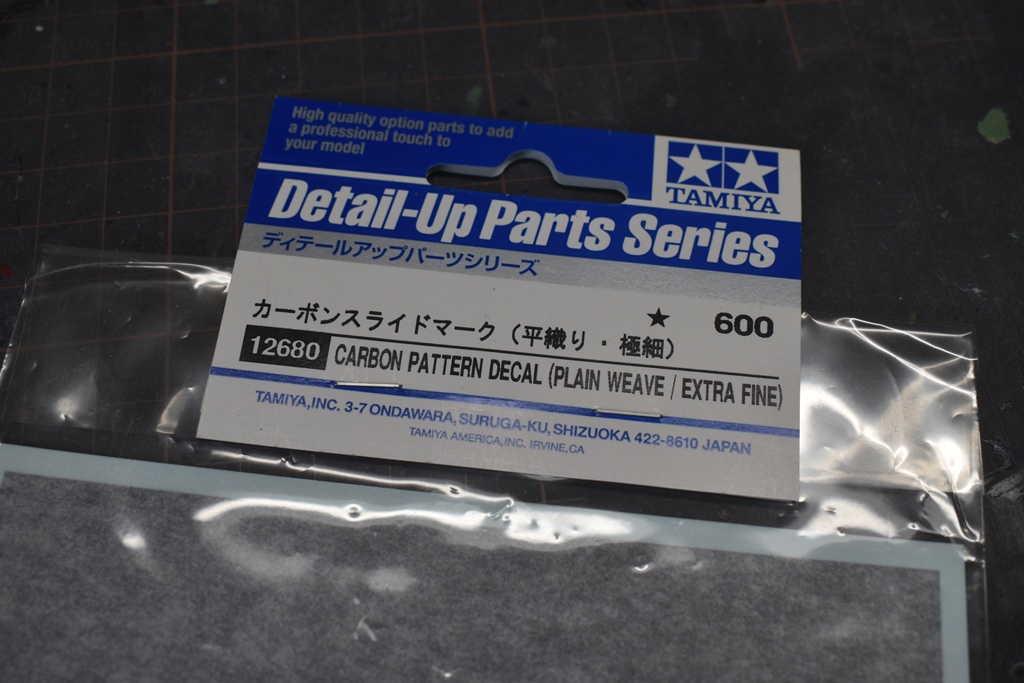 High quality option parts to add
a professional touch to
your model
TAMIYA
Detail-Up Parts Series
ディテールアップパーツシリーズ
カーボンスライドマーク（平織り・極細） ★ 600
12680 CARBON PATTERN DECAL (PLAIN WEAVE / EXTRA FINE)
TAMIYA,INC. 3-7 ONDAWARA, SURUGA-KU, SHIZUOKA 422-8610 JAPAN
TAMIYA AMERICA,INC. IRVINE,CA